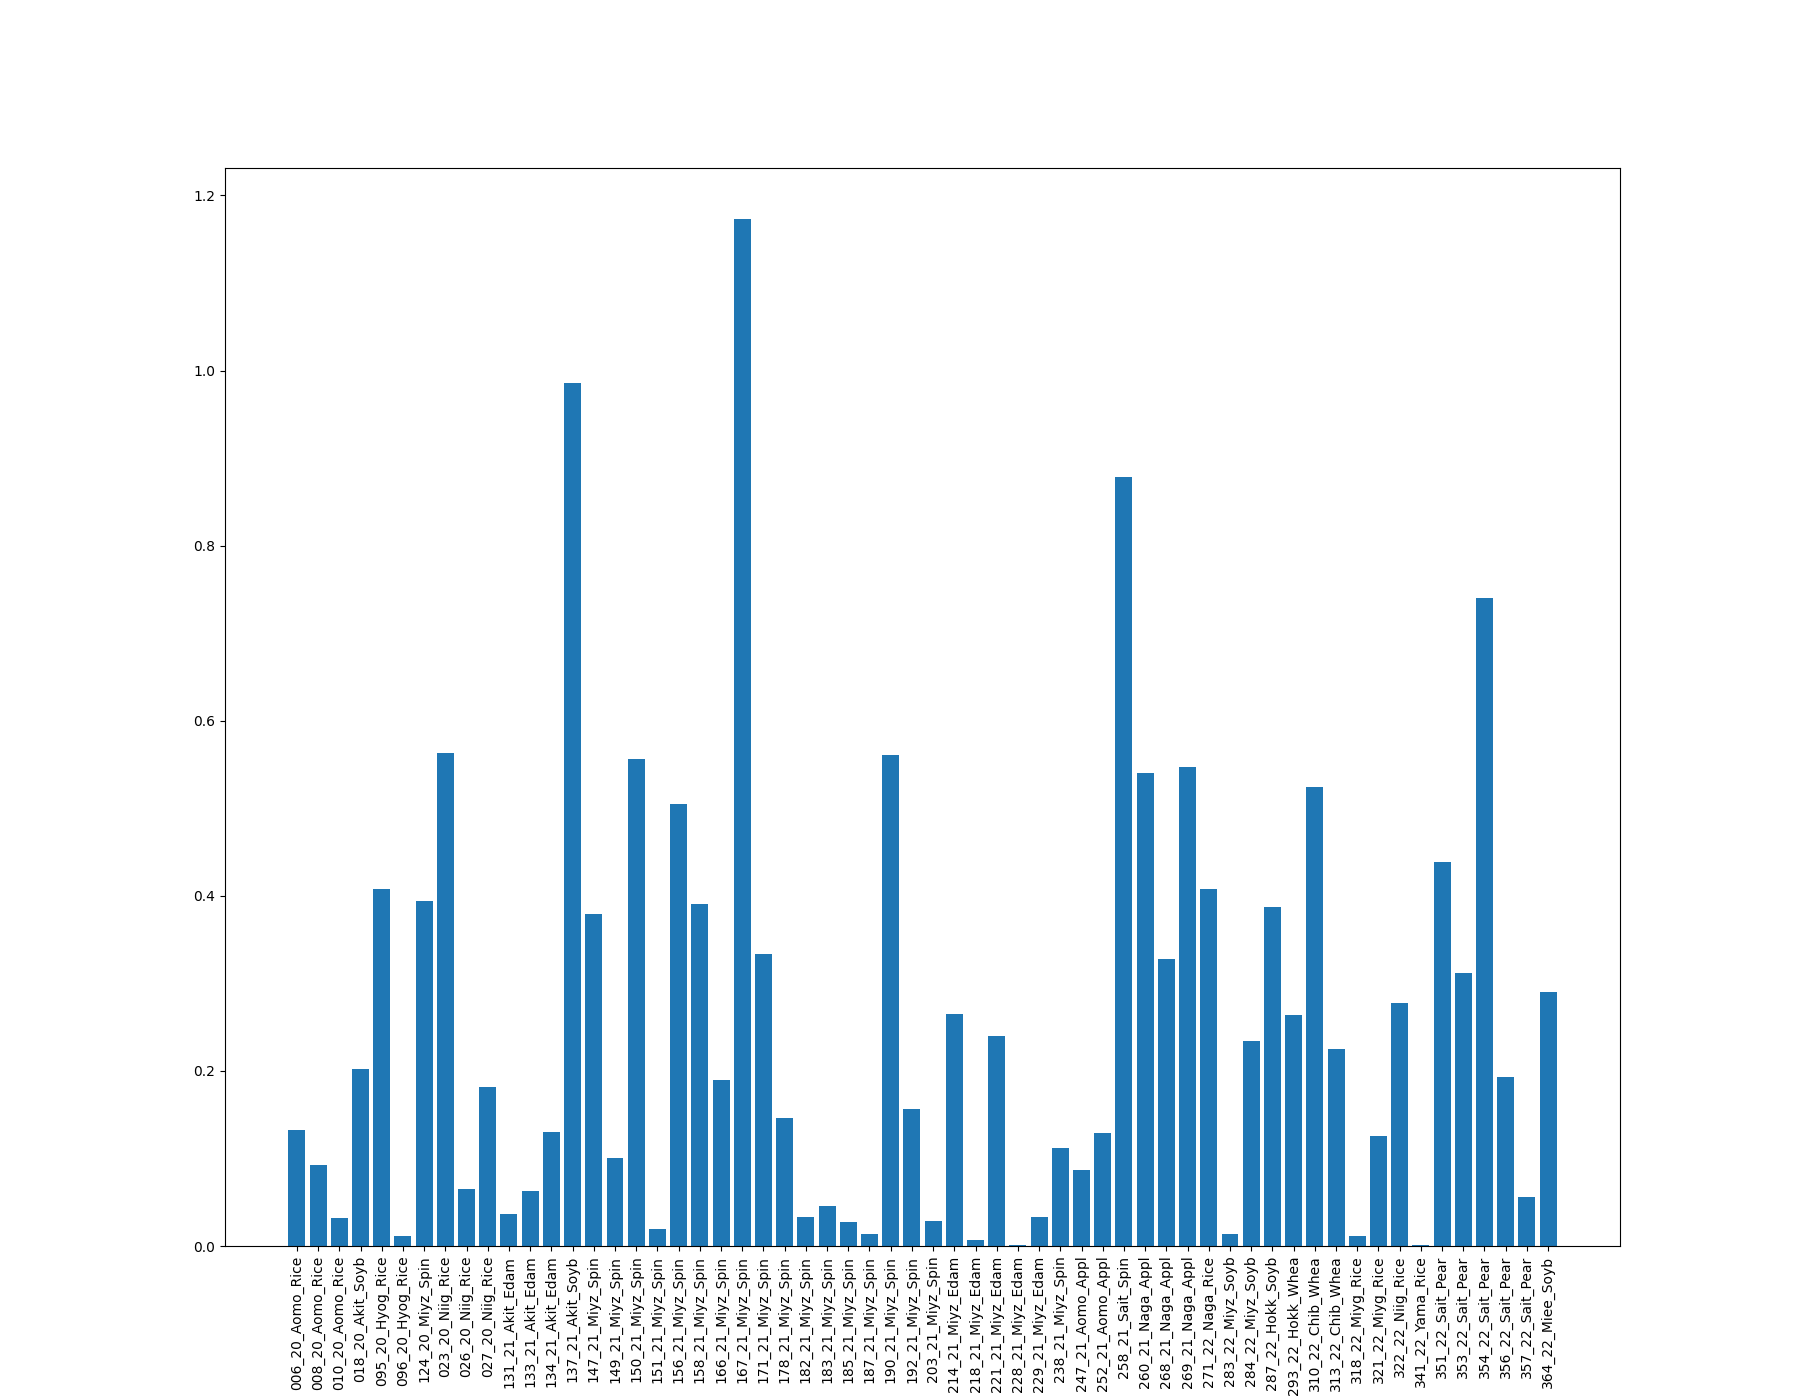 1.2
1.0
0.8
0.6
0.4
0.2
0.0
006_20_Aomo_Rice
008_20_Aomo_Rice
010_20_Aomo_Rice
018_20_Akit_Soyb
095_20_Hyog_Rice
096_20_Hyog_Rice
124_20_Miyz_Spin
023_20_Niig_Rice
026_20_Niig_Rice
027_20_Niig_Rice
131_21_Akit_Edam
133_21_Akit_Edam
134_21_Akit_Edam
137_21_Akit_Soyb
147_21_Miyz_Spin
149_21_Miyz_Spin
150_21_Miyz_Spin
151_21_Miyz_Spin
156_21_Miyz_Spin
158_21_Miyz_Spin
166_21_Miyz_Spin
167_21_Miyz_Spin
171_21_Miyz_Spin
178_21_Miyz_Spin
182_21_Miyz_Spin
183_21_Miyz_Spin
185_21_Miyz_Spin
187_21_Miyz_Spin
190_21_Miyz_Spin
192_21_Miyz_Spin
203_21_Miyz_Spin
214_21_Miyz_Edam
218_21_Miyz_Edam
221_21_Miyz_Edam
228_21_Miyz_Edam
229_21_Miyz_Edam
238_21_Miyz_Spin
247_21_Aomo_Appl
252_21_Aomo_Appl
258_21_Sait_Spin
260_21_Naga_Appl
268_21_Naga_Appl
269_21_Naga_Appl
271_22_Naga_Rice
283_22_Miyz_Soyb
284_22_Miyz_Soyb
287_22_Hokk_Soyb
293_22_Hokk_Whea
310_22_Chib_Whea
313_22_Chib_Whea
318_22_Miyg_Rice
321_22_Miyg_Rice
322_22_Niig_Rice
341_22_Yama_Rice
351_22_Sait_Pear
353_22_Sait_Pear
354_22_Sait_Pear
356_22_Sait_Pear
357_22_Sait_Pear
364_22_Miee_Soyb